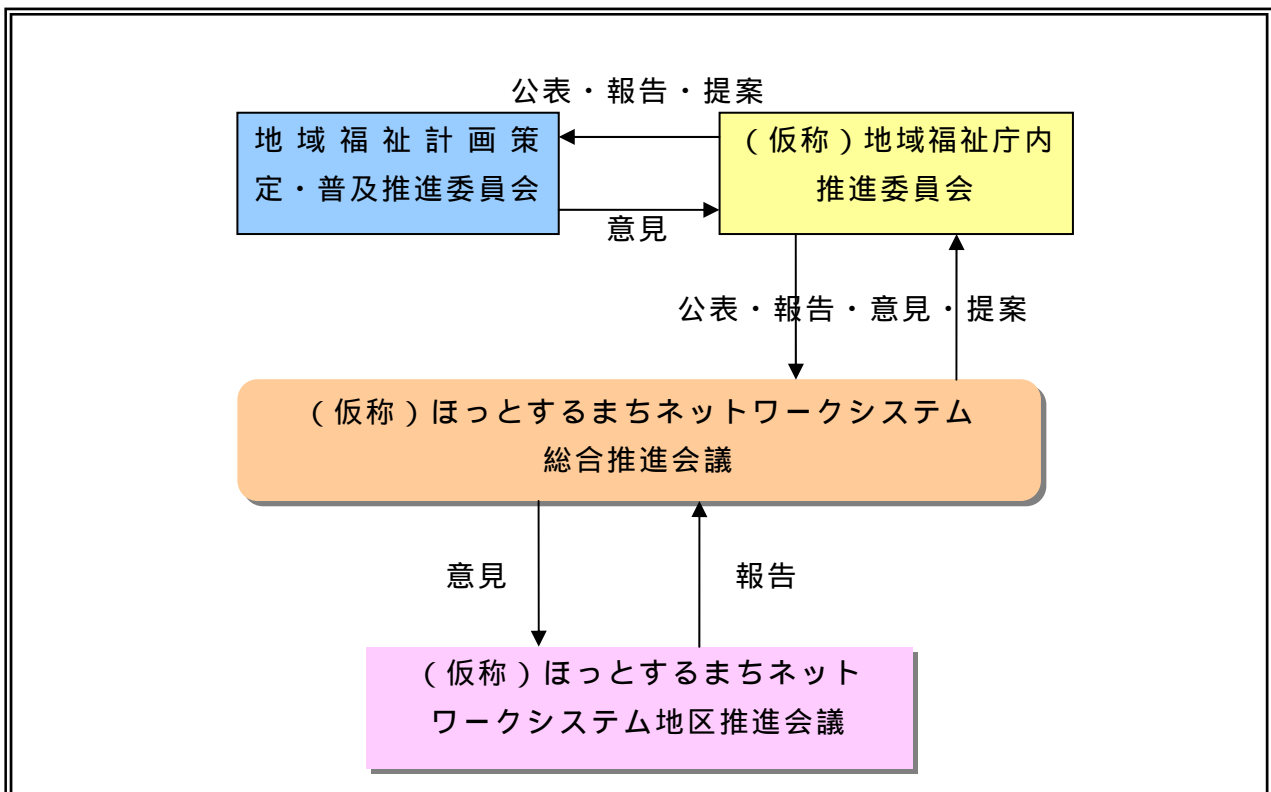 公表・報告・提案
地域福祉計画策
定・普及推進委員会
（仮称）地域福祉庁内
推進委員会
意見
公表・報告・意見・提案
（仮称）ほっとするまちネットワークシステム
総合推進会議
意見
報告
（仮称）ほっとするまちネット
ワークシステム地区推進会議